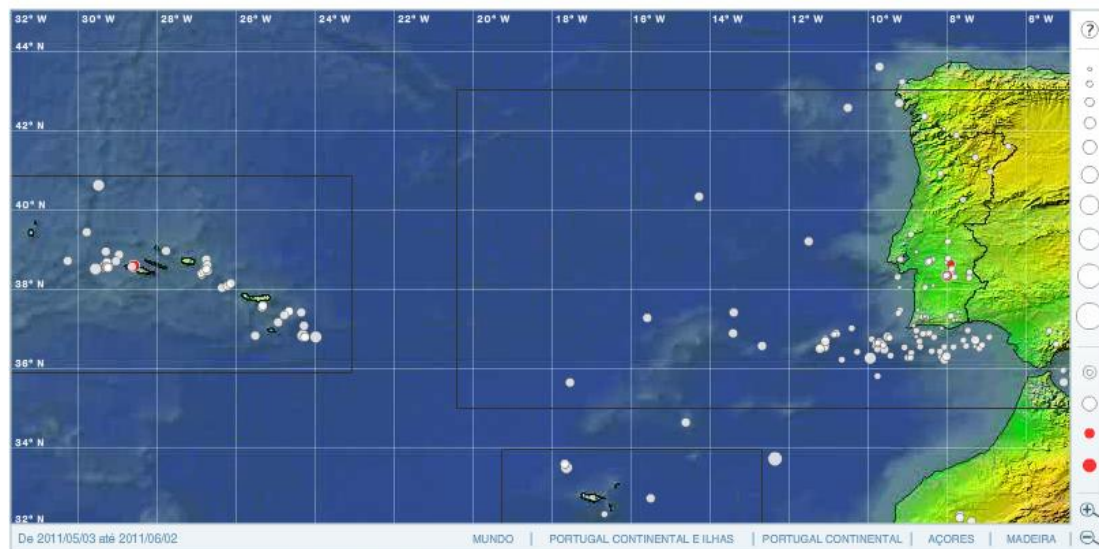 32° W 30° W 28° W 26° W 24° W 20° W 18° W 16° W 14° W 12° W 10° W 8° W 6° W
?
44° N
42° N
40° N
38° N
36° N
34° N
32° N
De 2011/05/03 até 2011/06/02 MUNDO | PORTUGAL CONTINENTAL E ILHAS | PORTUGAL CONTINENTAL | AÇORES | MADEIRA |